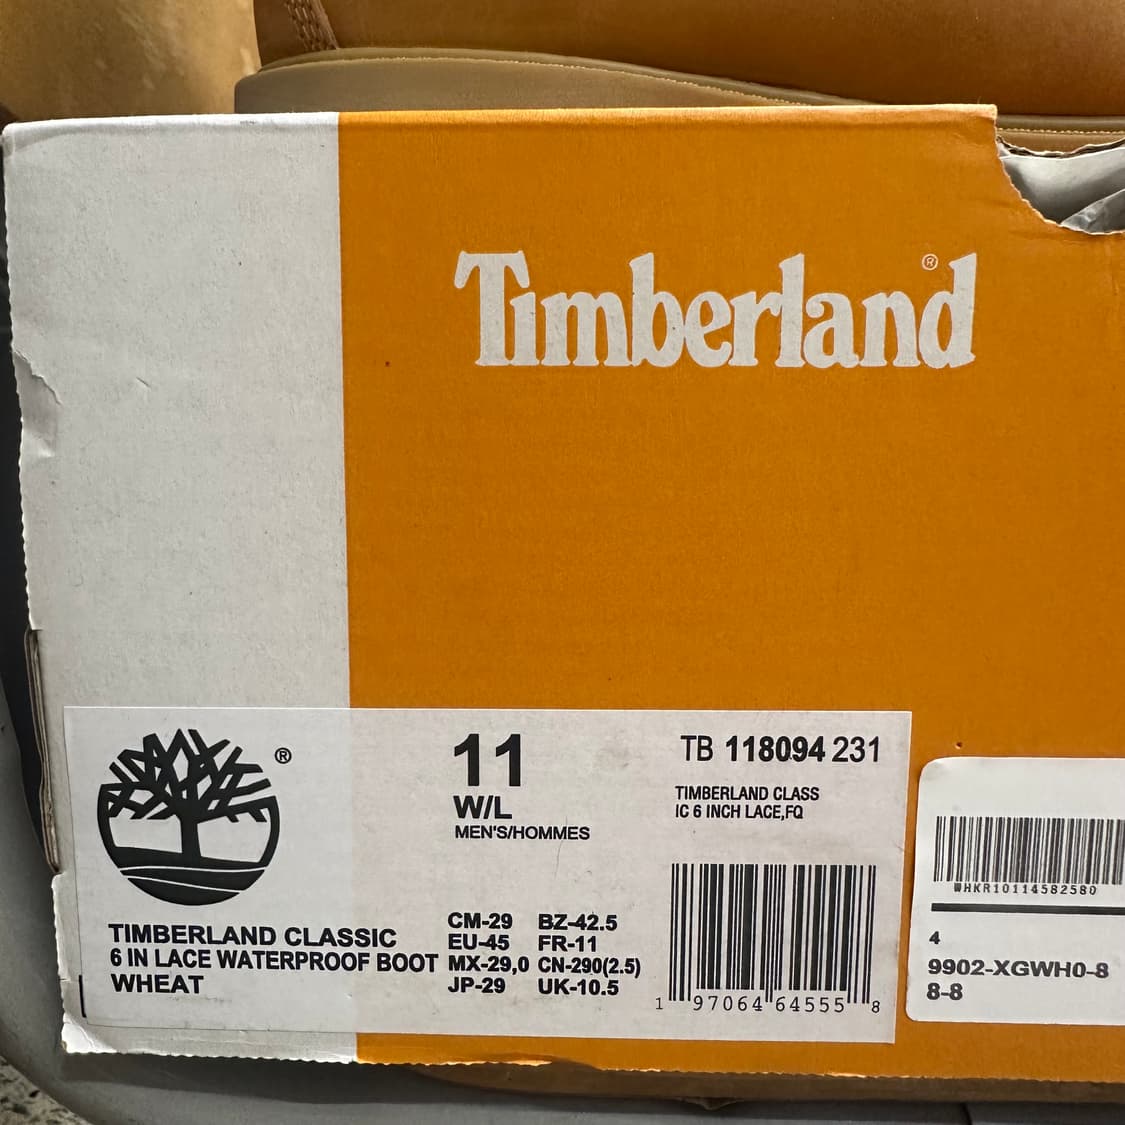 Timberland®
®
11
W/L
MEN'S/HOMMES
TB 118094 231
TIMBERLAND CLASS
IC 6 INCH LACE,FQ
TIMBERLAND CLASSIC
6 IN LACE WATERPROOF BOOT
WHEAT
CM-29 BZ-42.5
EU-45 FR-11
MX-29,0 CN-290(2.5)
JP-29 UK-10.5
1 97064 64555 8
WHKR10114582580
4
9902-XGWH0-8
8-8